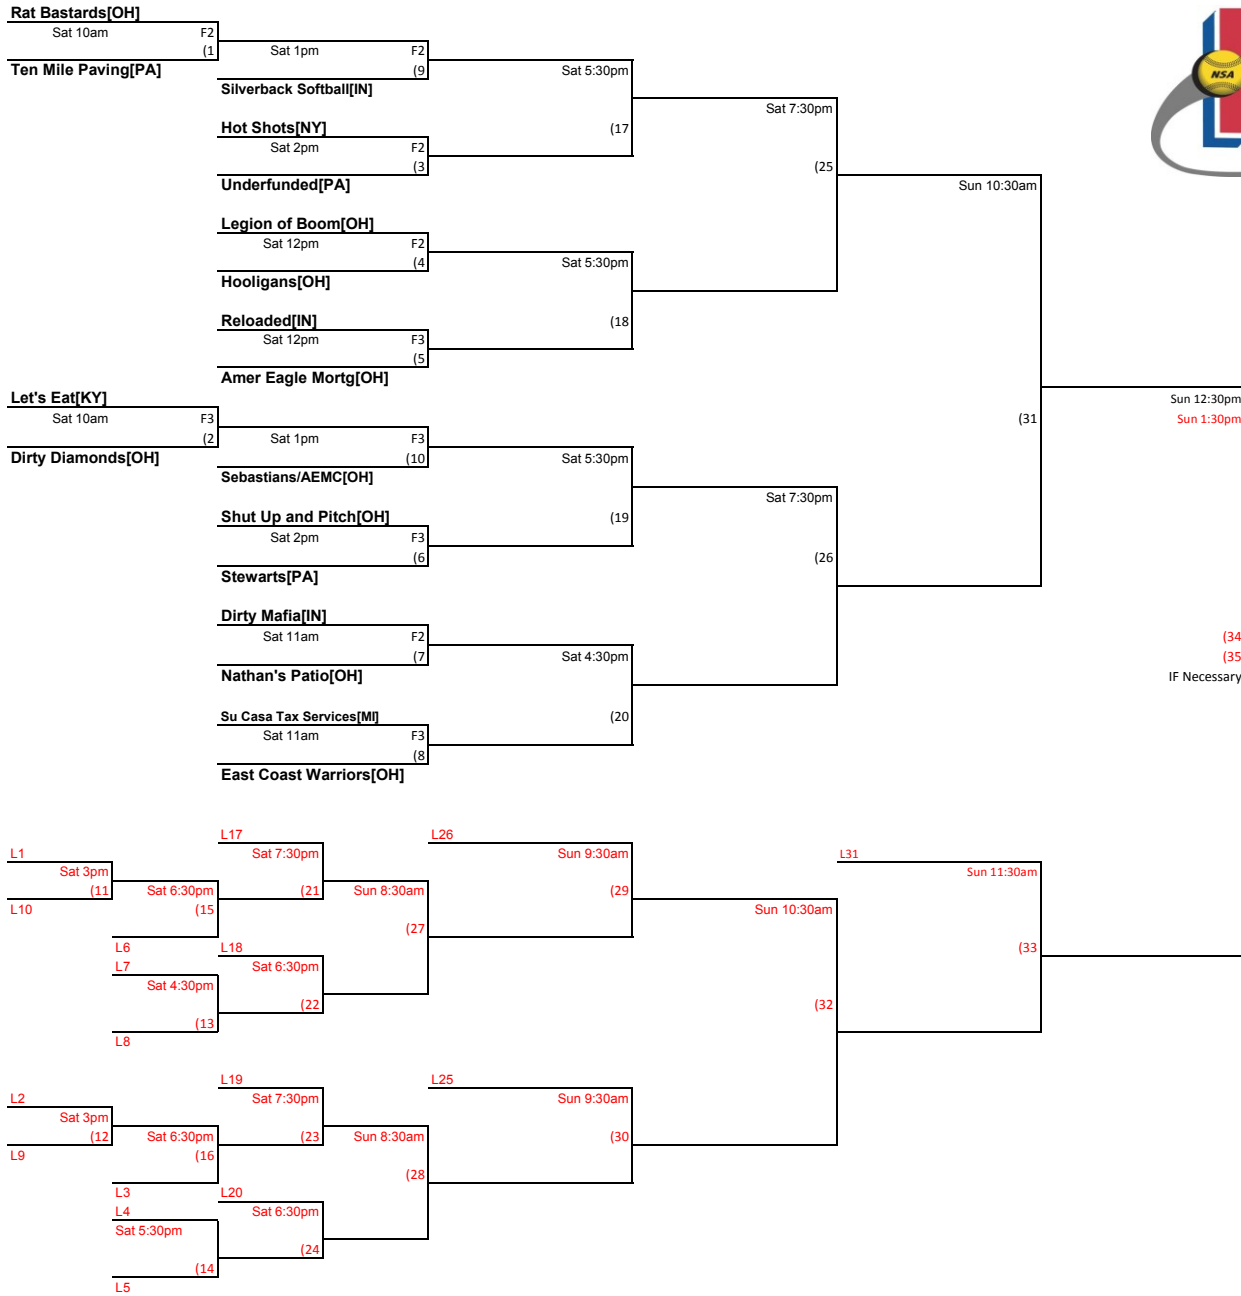 Rat Bastards[OH]
Sat 10am F2
(1
Ten Mile Paving[PA]
Sat 1pm F2
(9
Silverback Softball[IN]
Sat 5:30pm
(17
Hot Shots[NY]
Sat 2pm F2
(3
Underfunded[PA]
Sat 7:30pm
(25
Legion of Boom[OH]
Sat 12pm F2
(4
Hooligans[OH]
Sat 5:30pm
(18
Reloaded[IN]
Sat 12pm F3
(5
Amer Eagle Mortg[OH]
Sun 10:30am
(31
Let's Eat[KY]
Sat 10am F3
(2
Dirty Diamonds[OH]
Sat 1pm F3
(10
Sebastians/AEMC[OH]
Sat 5:30pm
(19
Shut Up and Pitch[OH]
Sat 2pm F3
(6
Stewarts[PA]
Sat 7:30pm
(26
Dirty Mafia[IN]
Sat 11am F2
(7
Nathan's Patio[OH]
Sat 4:30pm
(20
Su Casa Tax Services[MI]
Sat 11am F3
(8
East Coast Warriors[OH]
NSA
Sun 12:30pm
Sun 1:30pm
(34
(35
IF Necessary
L1
Sat 3pm
(11
L10
Sat 6:30pm
(15
L6
L17
Sat 7:30pm
(21
L7
Sat 4:30pm
(13
L8
L18
Sat 6:30pm
(22
Sun 8:30am
(27
L26
Sun 9:30am
(29
L2
Sat 3pm
(12
L9
Sat 6:30pm
(16
L3
L19
Sat 7:30pm
(23
L4
Sat 5:30pm
(14
L5
L20
Sat 6:30pm
(24
Sun 8:30am
(28
L25
Sun 9:30am
(30
Sun 10:30am
(32
L31
Sun 11:30am
(33